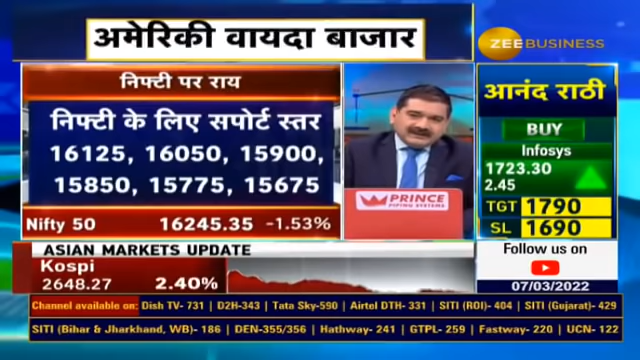 अमेरिकी वायदा बाजार
ZEE BUSINESS
निफ्टी पर राय
निफ्टी के लिए सपोर्ट स्तर
16125, 16050, 15900,
15850, 15775, 15675
Nifty 50 16245.35 -1.53%
PRINCE
PIPING SYSTEMS
आनंद राठी
BUY
Infosys
1723.30
2.45
TGT 1790
SL 1690
ASIAN MARKETS UPDATE
Kospi
2648.27 2.40%
Follow us on
07/03/2022
Channel available on: Dish TV- 731 | D2H-343 | Tata Sky-590 | Airtel DTH- 331 | SITI (ROI)- 404 | SITI (Gujarat)- 429
SITI (Bihar & Jharkhand, WB)- 186 | DEN-355/356 | Hathway- 241 | GTPL- 259 | Fastway- 220 | UCN- 122